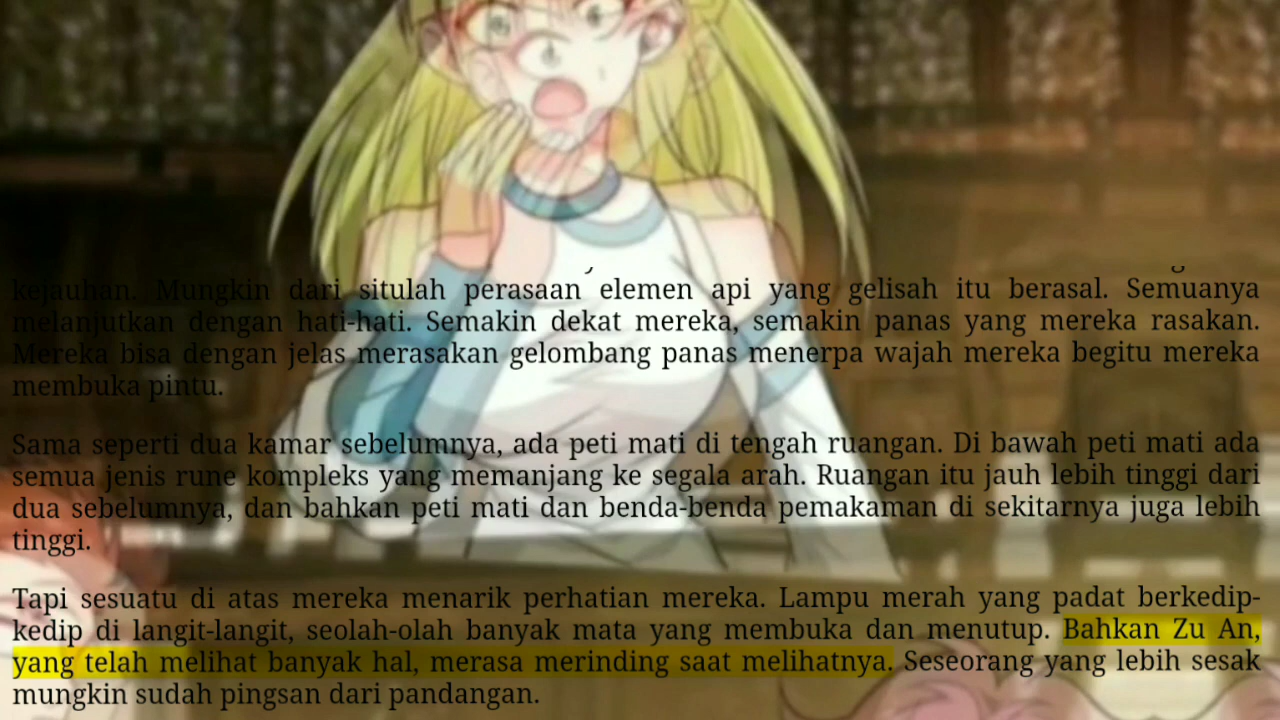 kejauhan. Mungkin dari situlah perasaan elemen api yang gelisah itu berasal. Semuanya
melanjutkan dengan hati-hati. Semakin dekat mereka, semakin panas yang mereka rasakan.
Mereka bisa dengan jelas merasakan gelombang panas menerpa wajah mereka begitu mereka
membuka pintu.
Sama seperti dua kamar sebelumnya, ada peti mati di tengah ruangan. Di bawah peti mati ada
semua jenis rune kompleks yang memanjang ke segala arah. Ruangan itu jauh lebih tinggi dari
dua sebelumnya, dan bahkan peti mati dan benda-benda pemakaman di sekitarnya juga lebih
tinggi.
Tapi sesuatu di atas mereka menarik perhatian mereka. Lampu merah yang padat berkedip-
kedip di langit-langit, seolah-olah banyak mata yang membuka dan menutup. Bahkan Zu An,
yang telah melihat banyak hal, merasa merinding saat melihatnya. Seseorang yang lebih sesak
mungkin sudah pingsan dari pandangan.